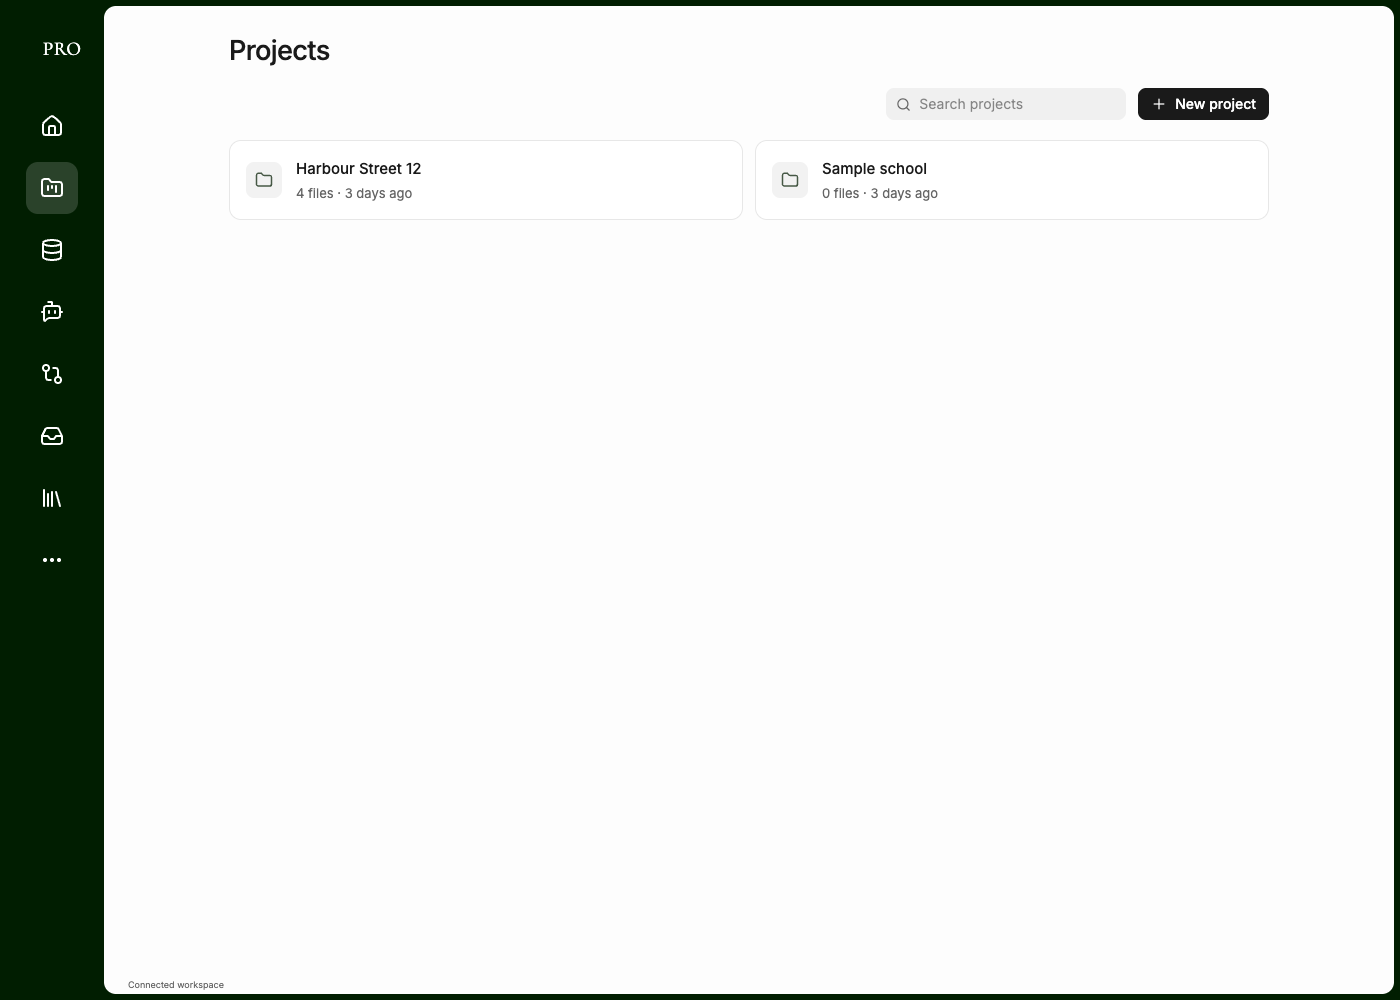 PRO
Projects
Search projects
New project
Harbour Street 12
4 files · 3 days ago
Sample school
0 files · 3 days ago
Connected workspace